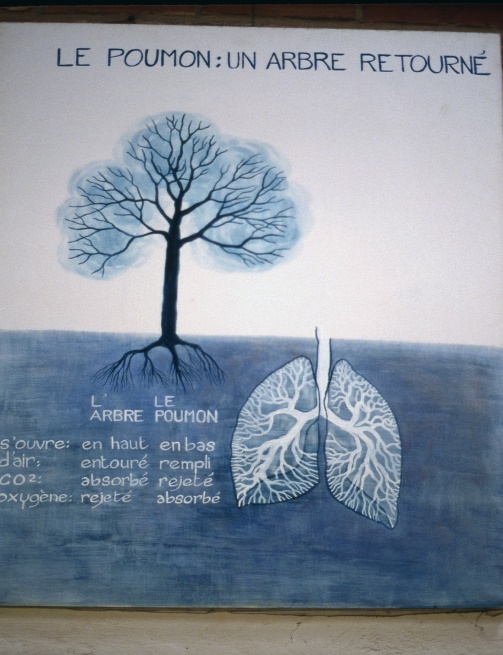 LE POUMON: UN ARBRE RETOURNÉ
L' LE
ARBRE POUMON
s'ouvre: en haut en bas
d'air: entouré rempli
CO²: absorbé rejeté
oxygène: rejeté absorbé